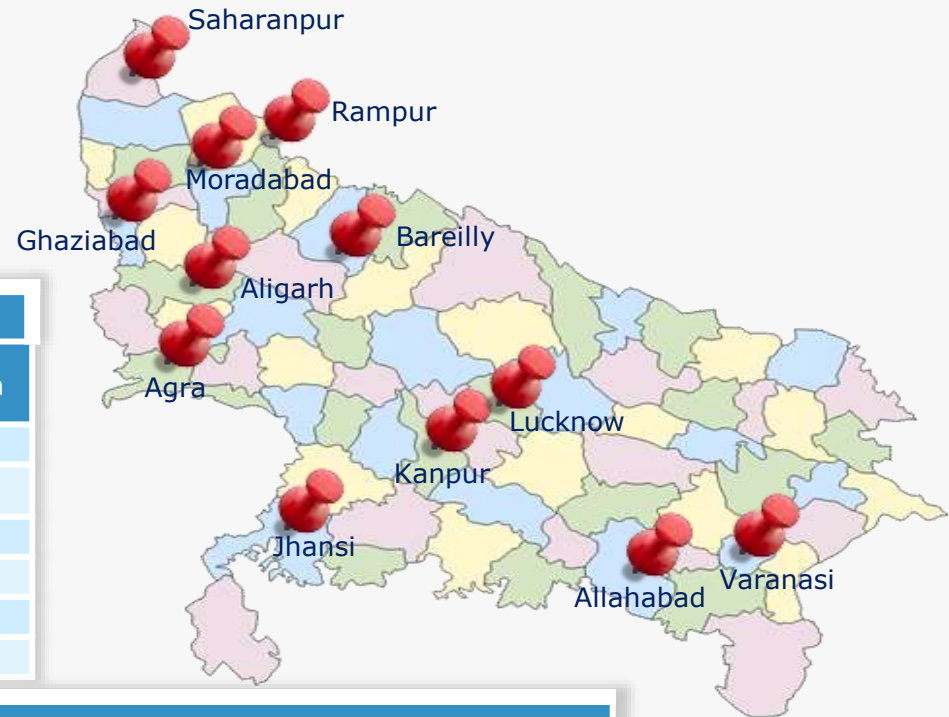 Saharanpur
Rampur
Moradabad
Ghaziabad
Bareilly
Aligarh
Agra
Lucknow
Kanpur
Jhansi
Varanasi
Allahabad